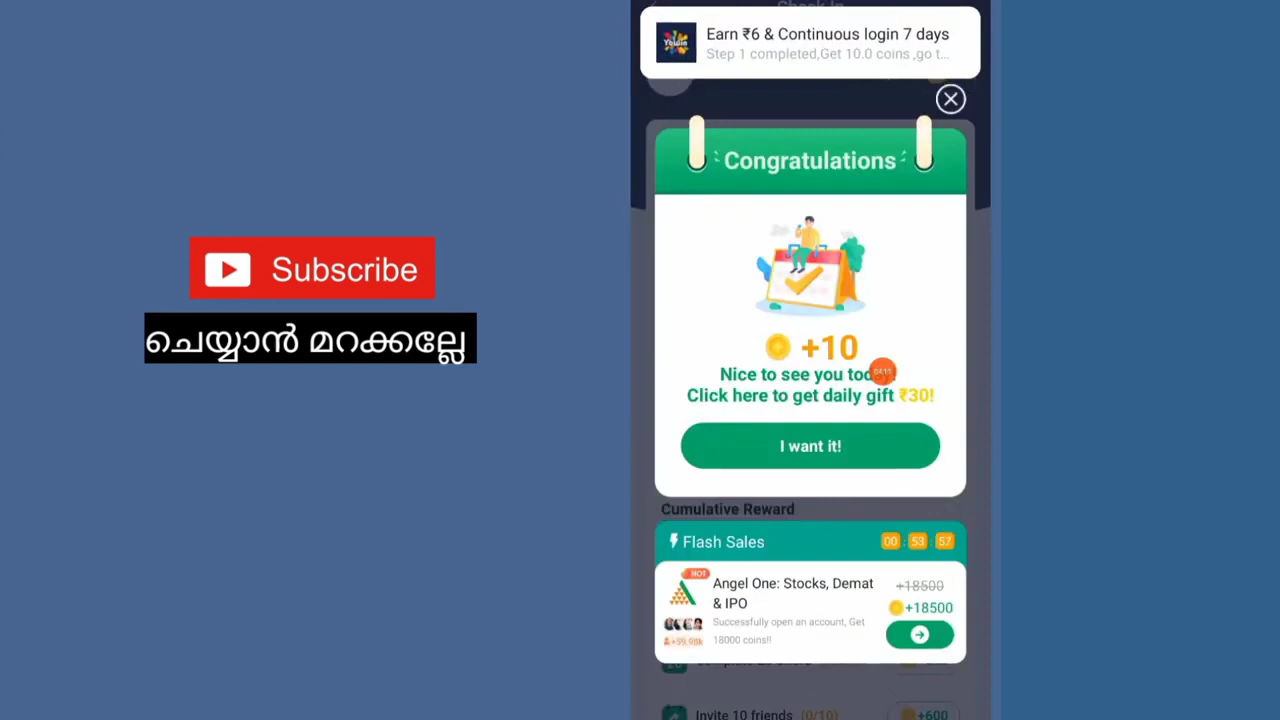 Check In
Earn ₹6 & Continuous login 7 days
Step 1 completed,Get 10.0 coins ,go t...
Yowin
Congratulations
Subscribe
ചെയ്യാൻ മറക്കല്ലേ
+10
Nice to see you
Click here to get daily gift ₹30!
I want it!
Cumulative Reward
Flash Sales
00 : 53 : 57
HOT
Angel One: Stocks, Demat
& IPO
+18500
+18500
Successfully open an account, Get
18000 coins!!
Invite 10 friends (0/10)
+600